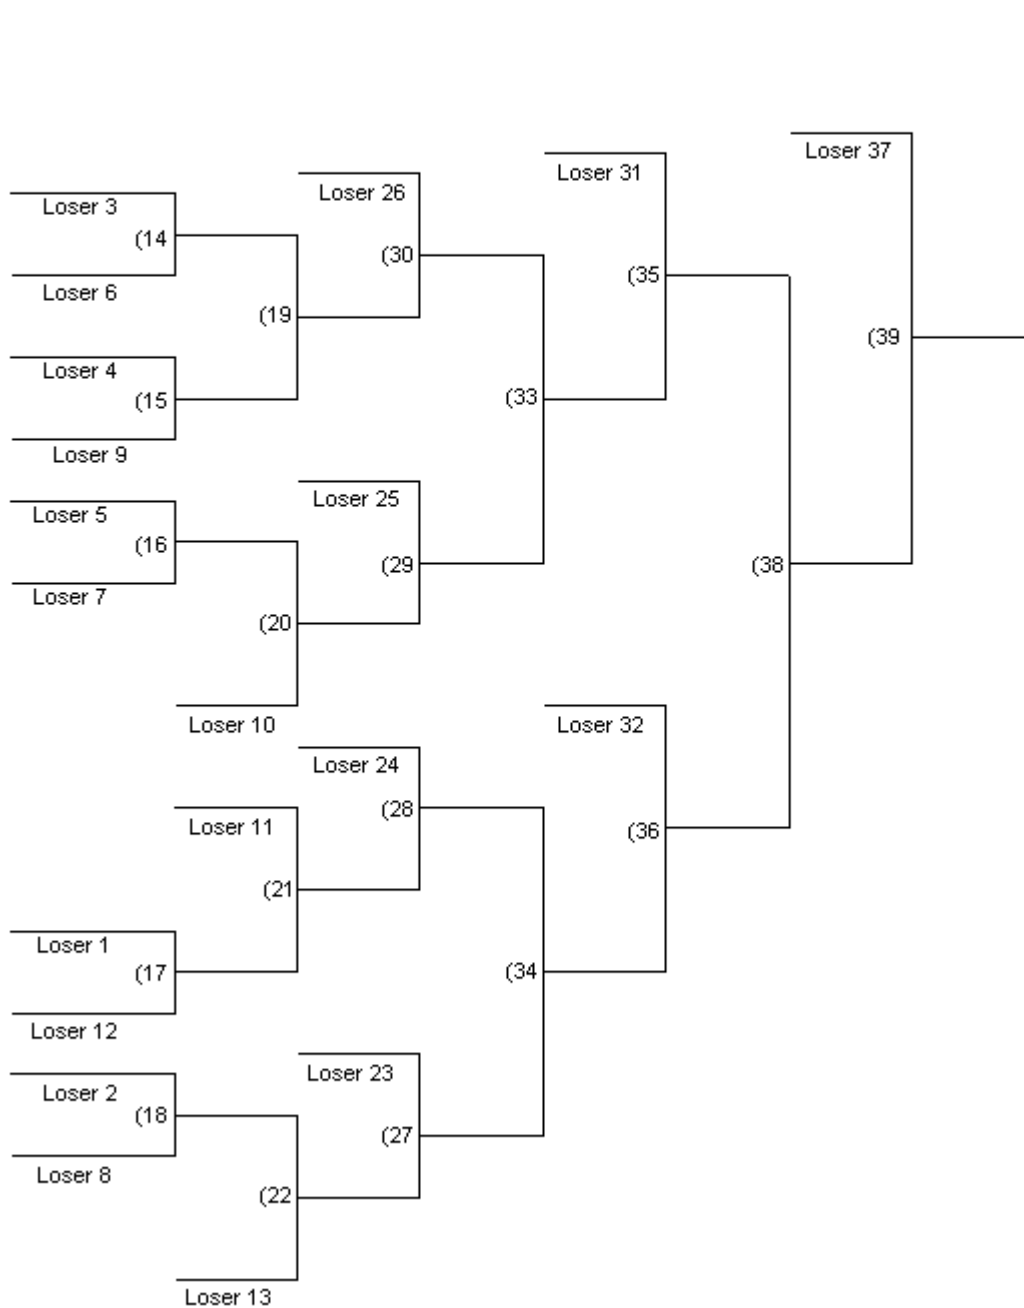 Loser 37
Loser 31
Loser 26
Loser 3
(14
(30
(35
Loser 6
(19
(39
Loser 4
(15
(33
Loser 9
Loser 25
Loser 5
(16
(29
(38
Loser 7
(20
Loser 10
Loser 32
Loser 24
(28
Loser 11
(36
(21
Loser 1
(17
(34
Loser 12
Loser 23
Loser 2
(18
(27
Loser 8
(22
Loser 13